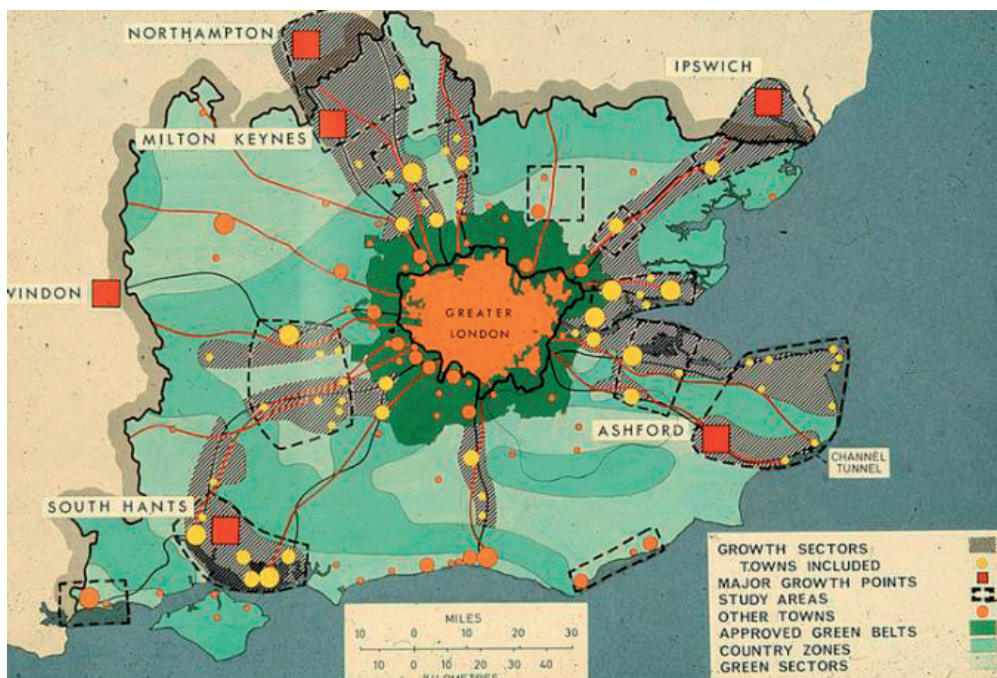 NORTHAMPTON
IPSWICH
MILTON KEYNES
WINDON
GREATER
LONDON
ASHFORD
CHANNEL
TUNNEL
SOUTH HANTS
GROWTH SECTORS
TOWNS INCLUDED
MAJOR GROWTH POINTS
STUDY AREAS
OTHER TOWNS
APPROVED GREEN BELTS
COUNTRY ZONES
GREEN SECTORS
MILES
10 0 10 20 30
10 0 10 20 30 40
KILOMETRES